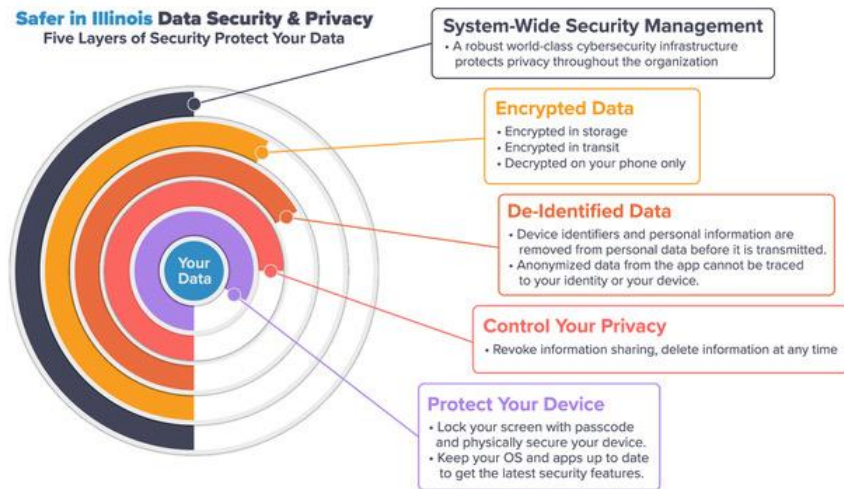 Safer in Illinois Data Security & Privacy
Five Layers of Security Protect Your Data
System-Wide Security Management
• A robust world-class cybersecurity infrastructure
protects privacy throughout the organization
Encrypted Data
• Encrypted in storage
• Encrypted in transit
• Decrypted on your phone only
De-Identified Data
• Device identifiers and personal information are
removed from personal data before it is transmitted.
• Anonymized data from the app cannot be traced
to your identity or your device.
Your
Data
Control Your Privacy
• Revoke information sharing, delete information at any time
Protect Your Device
• Lock your screen with passcode
and physically secure your device.
• Keep your OS and apps up to date
to get the latest security features.